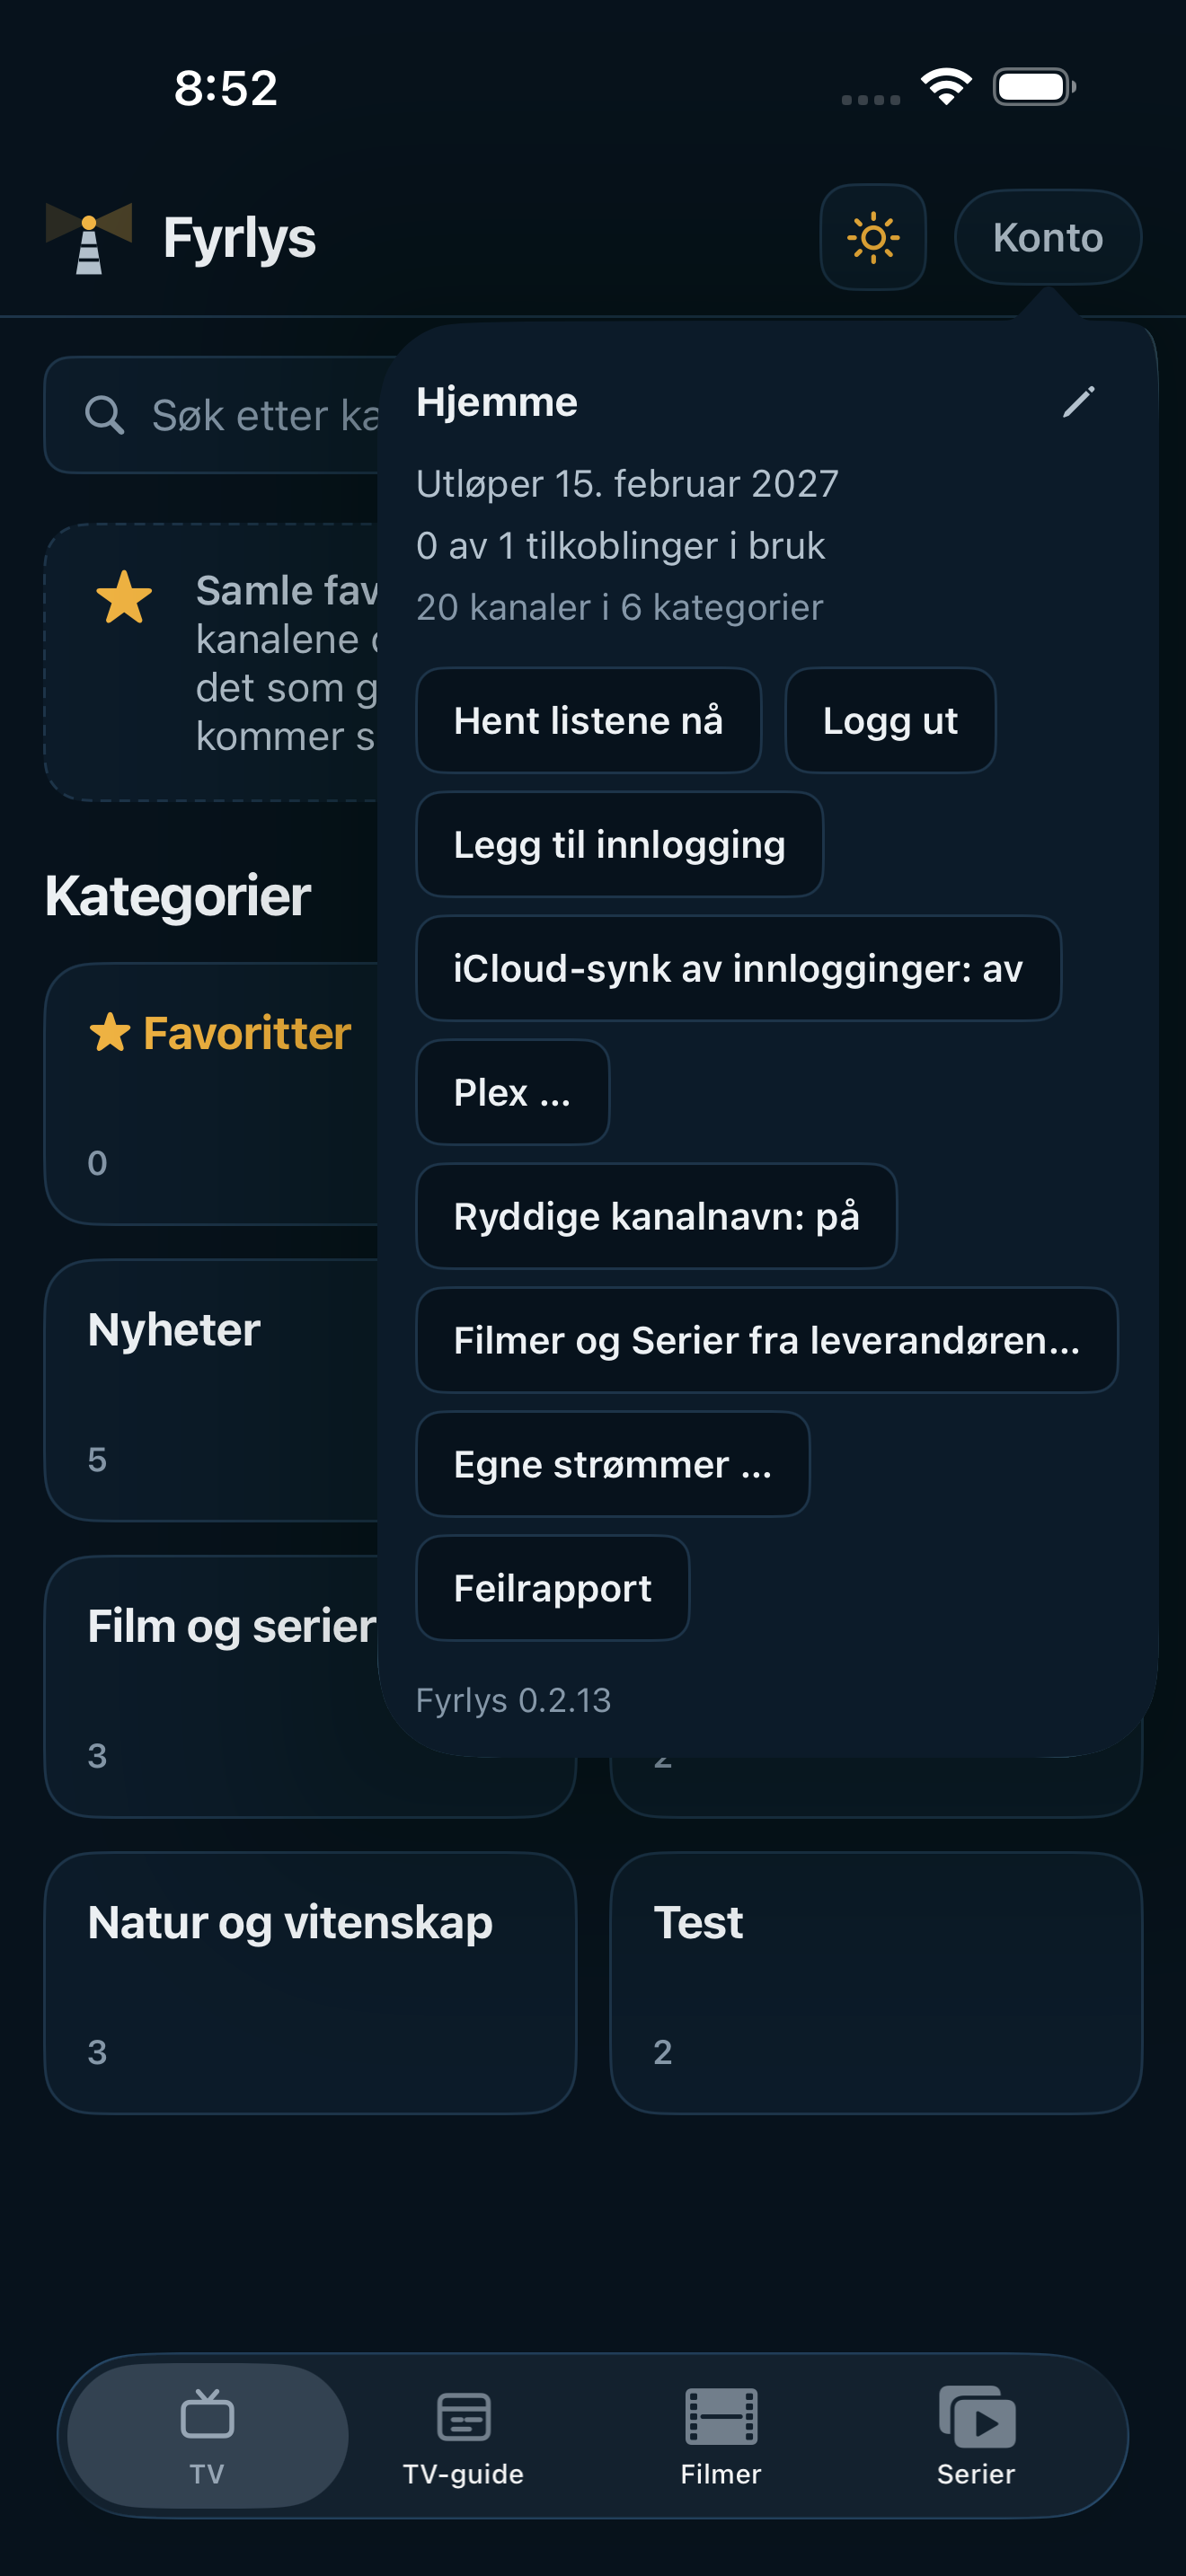 8:52
Fyrlys
Konto
Søk etter ka
Hjemme
Utløper 15. februar 2027
0 av 1 tilkoblinger i bruk
20 kanaler i 6 kategorier
Hent listene nå
Logg ut
Legg til innlogging
iCloud-synk av innlogginger: av
Plex ...
Ryddige kanalnavn: på
Filmer og Serier fra leverandøren...
Egne strømmer ...
Feilrapport
Fyrlys 0.2.13
Samle fav
kanalene
det som g
kommer s
Kategorier
Favoritter
0
Nyheter
5
Film og serier
3
2
Natur og vitenskap
3
Test
2
TV
TV-guide
Filmer
Serier